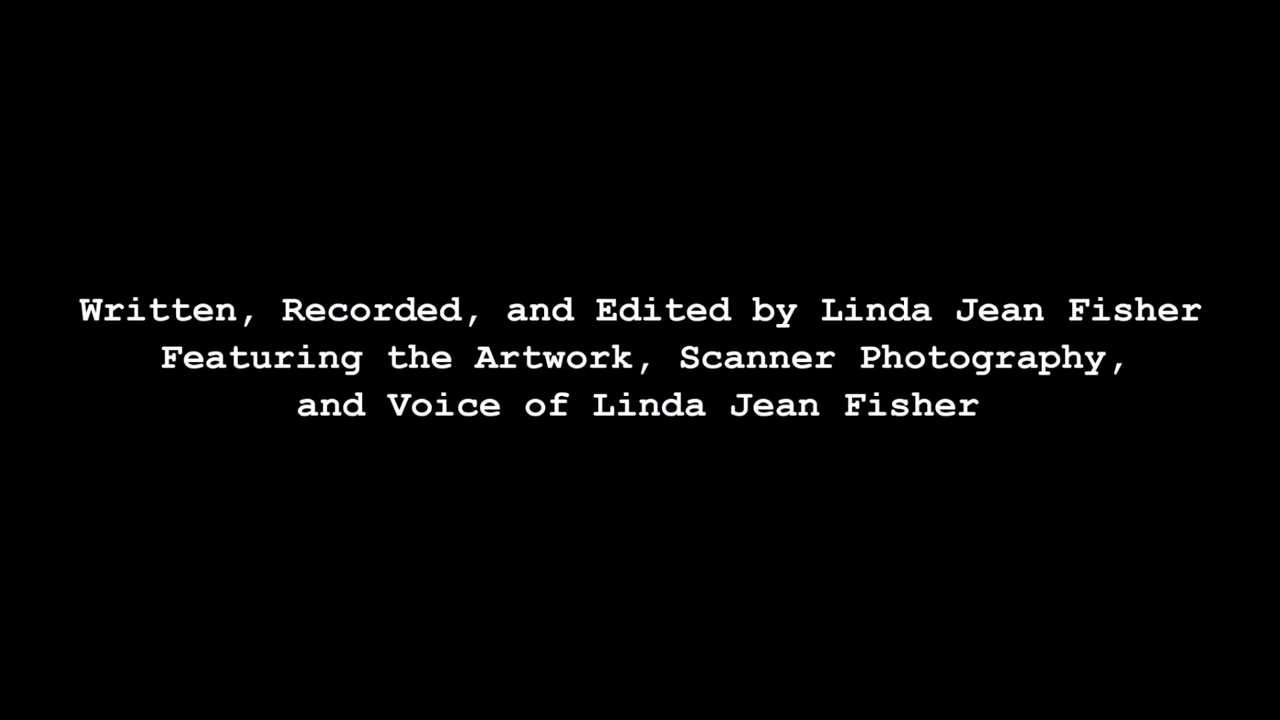 Written, Recorded, and Edited by Linda Jean Fisher
Featuring the Artwork, Scanner Photography,
and Voice of Linda Jean Fisher